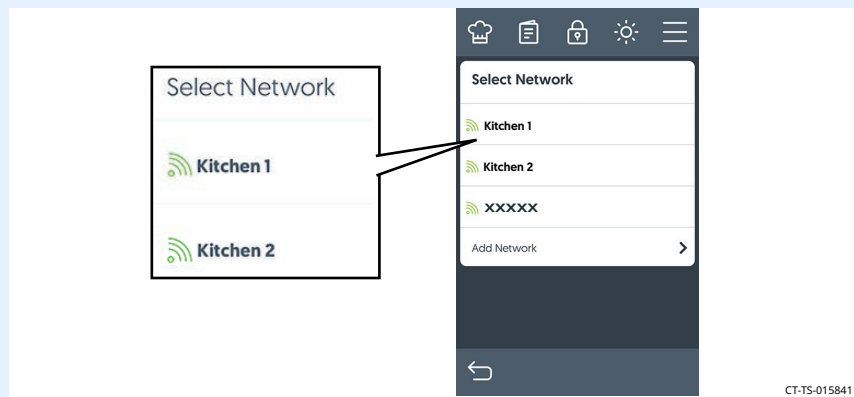 Select Network
Kitchen 1
Kitchen 2
Select Network
Kitchen 1
Kitchen 2
XXXXX
Add Network
CT-TS-015841